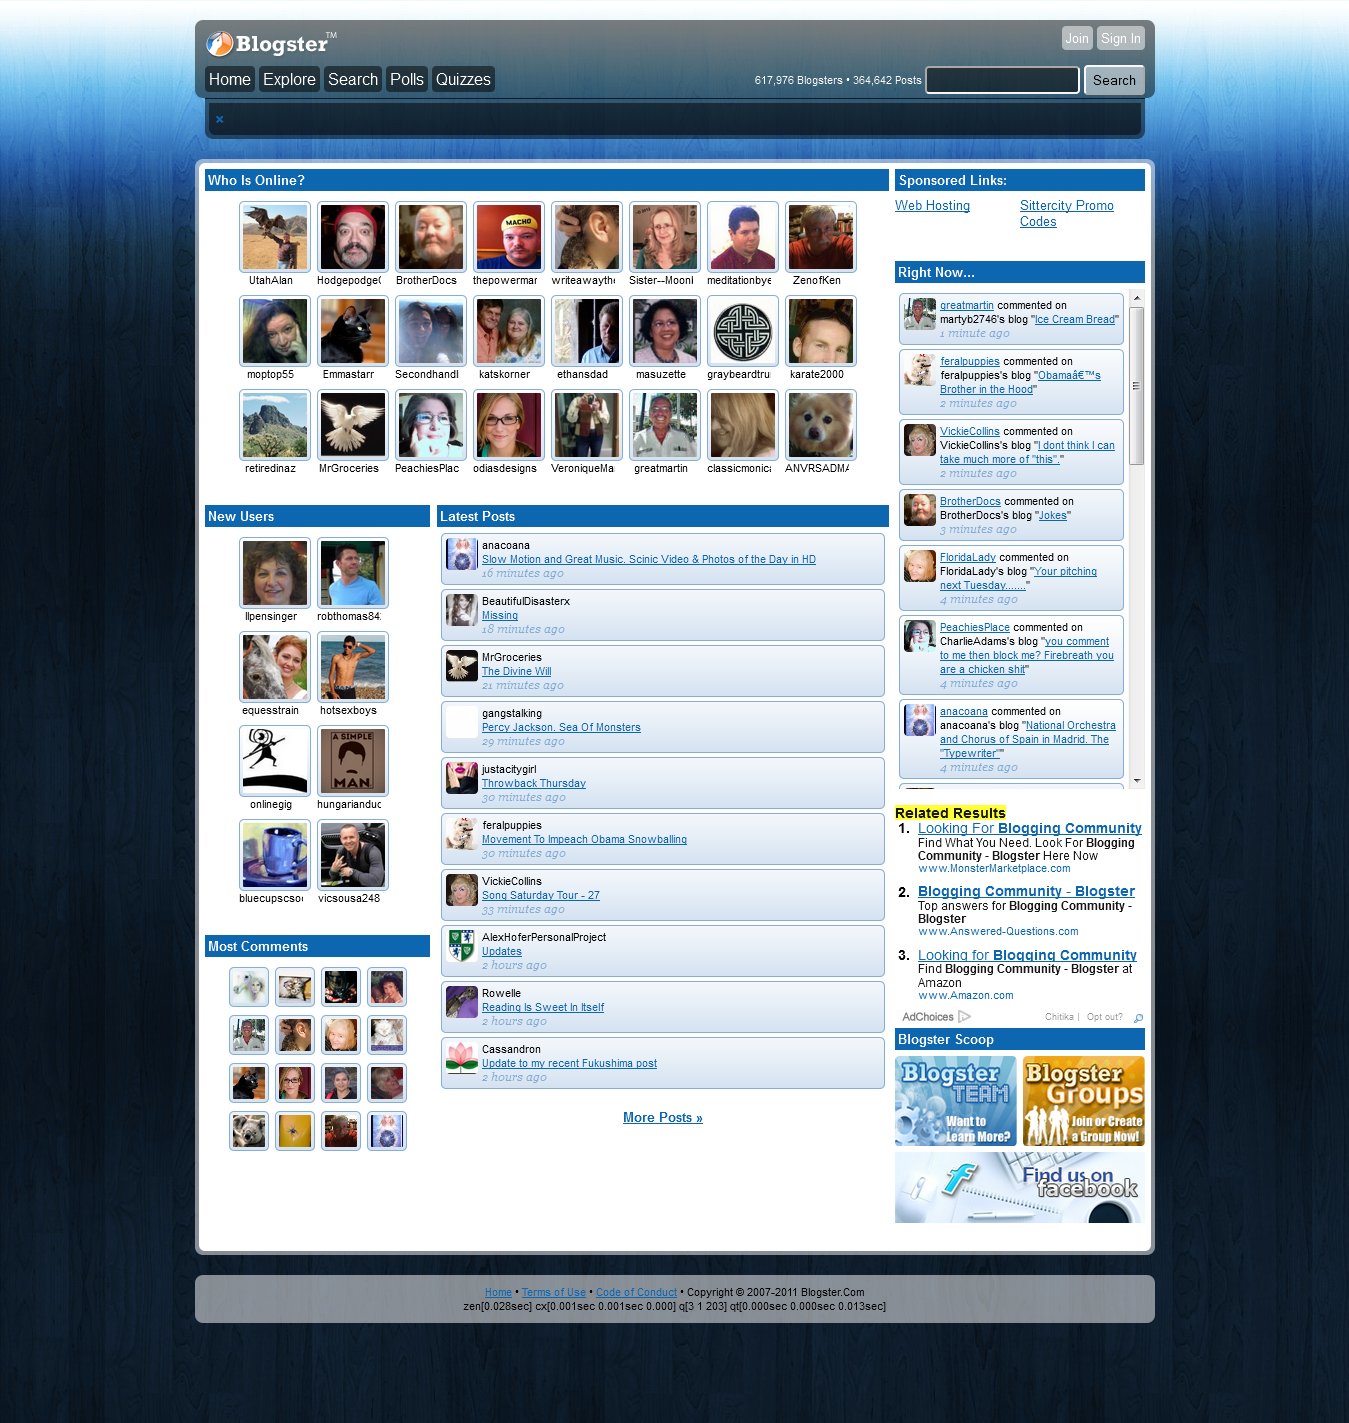 Blogster™
Join Sign In
Home Explore Search Polls Quizzes
617,976 Blogsters • 364,642 Posts Search
×
Who Is Online?
UtahAlan Hodgepodge BrotherDocs thepowermar writeawaythe Sister--Moonl meditationbye ZenofKen
moptop55 Emmastarr Secondhandl katskorner ethansdad masuzette graybeardtru karate2000
retiredinaz MrGroceries PeachiesPlac odiasdesigns VeroniqueMa greatmartin classicmonica ANVRSADMA
MACHO
New Users
llpensinger robthomas84
equesstrain hotsexboys
A SIMPLE
MAN
onlinegig hungarianduc
bluecupscsoc vicsousa248
Most Comments
Latest Posts
anacoana
Slow Motion and Great Music. Scinic Video & Photos of the Day in HD
16 minutes ago
BeautifulDisasterx
Missing
18 minutes ago
MrGroceries
The Divine Will
21 minutes ago
gangstalking
Percy Jackson. Sea Of Monsters
29 minutes ago
justacitygirl
Throwback Thursday
30 minutes ago
feralpuppies
Movement To Impeach Obama Snowballing
30 minutes ago
VickieCollins
Song Saturday Tour - 27
33 minutes ago
AlexHoferPersonalProject
Updates
2 hours ago
Rowelle
Reading Is Sweet In Itself
2 hours ago
Cassandron
Update to my recent Fukushima post
2 hours ago
More Posts »
Sponsored Links:
Web Hosting Sittercity Promo
Codes
Right Now...
greatmartin commented on
martyb2746's blog "Ice Cream Bread"
1 minute ago
feralpuppies commented on
feralpuppies's blog "Obamaâ€™s
Brother in the Hood"
2 minutes ago
VickieCollins commented on
VickieCollins's blog "I dont think I can
take much more of "this"."
2 minutes ago
BrotherDocs commented on
BrotherDocs's blog "Jokes"
3 minutes ago
FloridaLady commented on
FloridaLady's blog "Your pitching
next Tuesday......."
4 minutes ago
PeachiesPlace commented on
CharlieAdams's blog "you comment
to me then block me? Firebreath you
are a chicken shit"
4 minutes ago
anacoana commented on
anacoana's blog "National Orchestra
and Chorus of Spain in Madrid. The
"Typewriter""
4 minutes ago
Related Results
1. Looking For Blogging Community
Find What You Need. Look For Blogging
Community - Blogster Here Now
www.MonsterMarketplace.com
2. Blogging Community - Blogster
Top answers for Blogging Community -
Blogster
www.Answered-Questions.com
3. Looking for Blogging Community
Find Blogging Community - Blogster at
Amazon
www.Amazon.com
AdChoices Chitika | Opt out?
Blogster Scoop
Blogster
TEAM
Want to
Learn More?
Blogster
Groups
Join or Create
a Group Now!
f Find us on
facebook
Home • Terms of Use • Code of Conduct • Copyright © 2007-2011 Blogster.Com
zen[0.028sec] cx[0.001sec 0.001sec 0.000] q[3 1 203] qt[0.000sec 0.000sec 0.013sec]